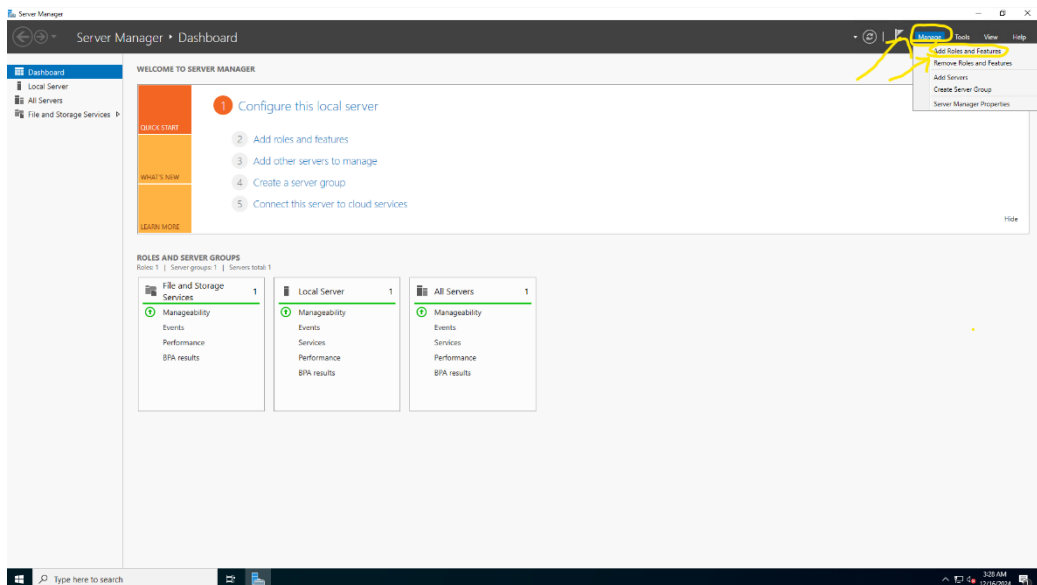 Server Manager
Server Manager • Dashboard
Manage Tools View Help
Add Roles and Features
Remove Roles and Features
Add Servers
Create Server Group
Server Manager Properties
Dashboard
Local Server
All Servers
File and Storage Services
WELCOME TO SERVER MANAGER
QUICK START
WHAT'S NEW
LEARN MORE
1 Configure this local server
2 Add roles and features
3 Add other servers to manage
4 Create a server group
5 Connect this server to cloud services
Hide
ROLES AND SERVER GROUPS
Roles: 1 | Server groups: 1 | Servers total: 1
File and Storage
Services
1
Manageability
Events
Performance
BPA results
Local Server 1
Manageability
Events
Services
Performance
BPA results
All Servers 1
Manageability
Events
Services
Performance
BPA results
Type here to search
3:28 AM
12/16/2024